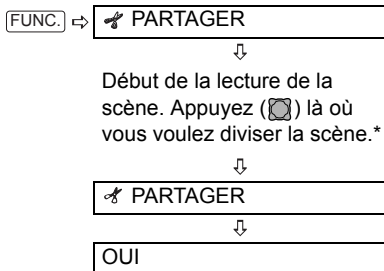 FUNC. ⇨ PARTAGER
⇩
Début de la lecture de la
scène. Appuyez ( ) là où
vous voulez diviser la scène.*
⇩
PARTAGER
⇩
OUI